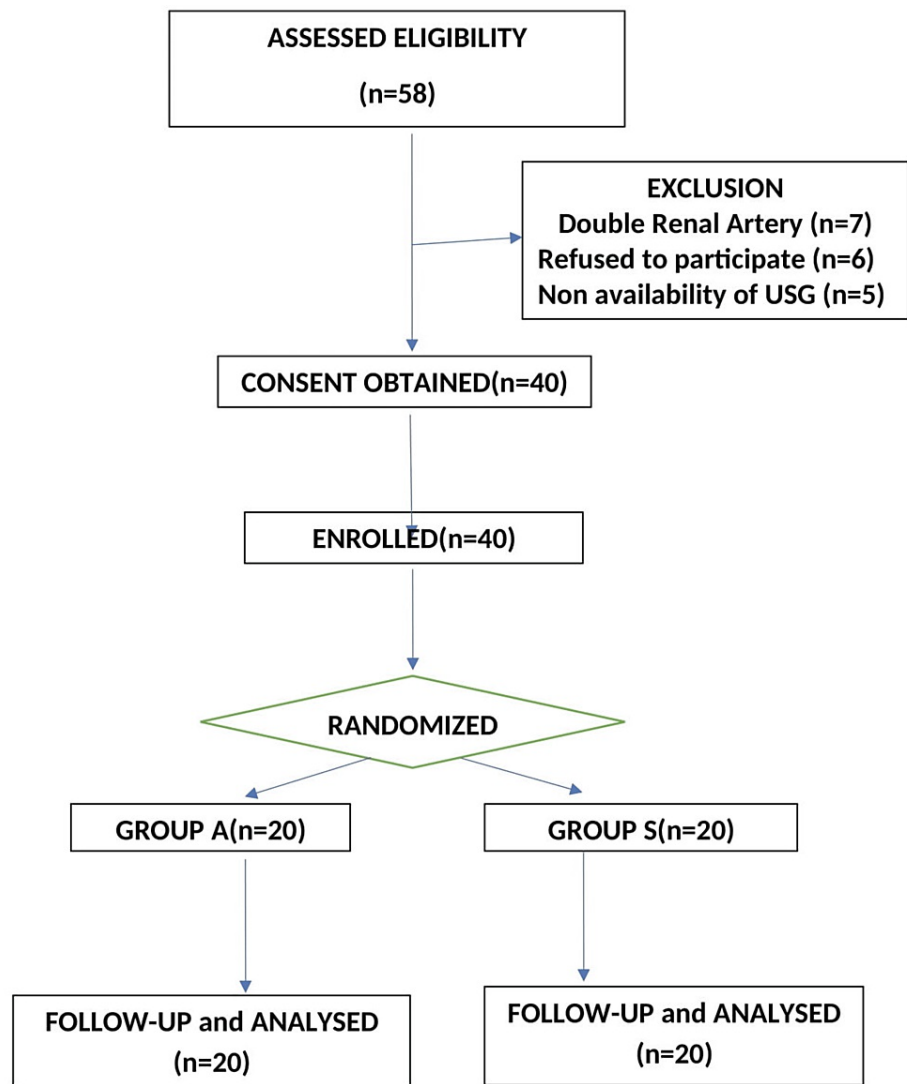 ASSESSED ELIGIBILITY
(n=58)
EXCLUSION
Double Renal Artery (n=7)
Refused to participate (n=6)
Non availability of USG (n=5)
CONSENT OBTAINED(n=40)
ENROLLED(n=40)
RANDOMIZED
GROUP A(n=20)
GROUP S(n=20)
FOLLOW-UP and ANALYSED
(n=20)
FOLLOW-UP and ANALYSED
(n=20)